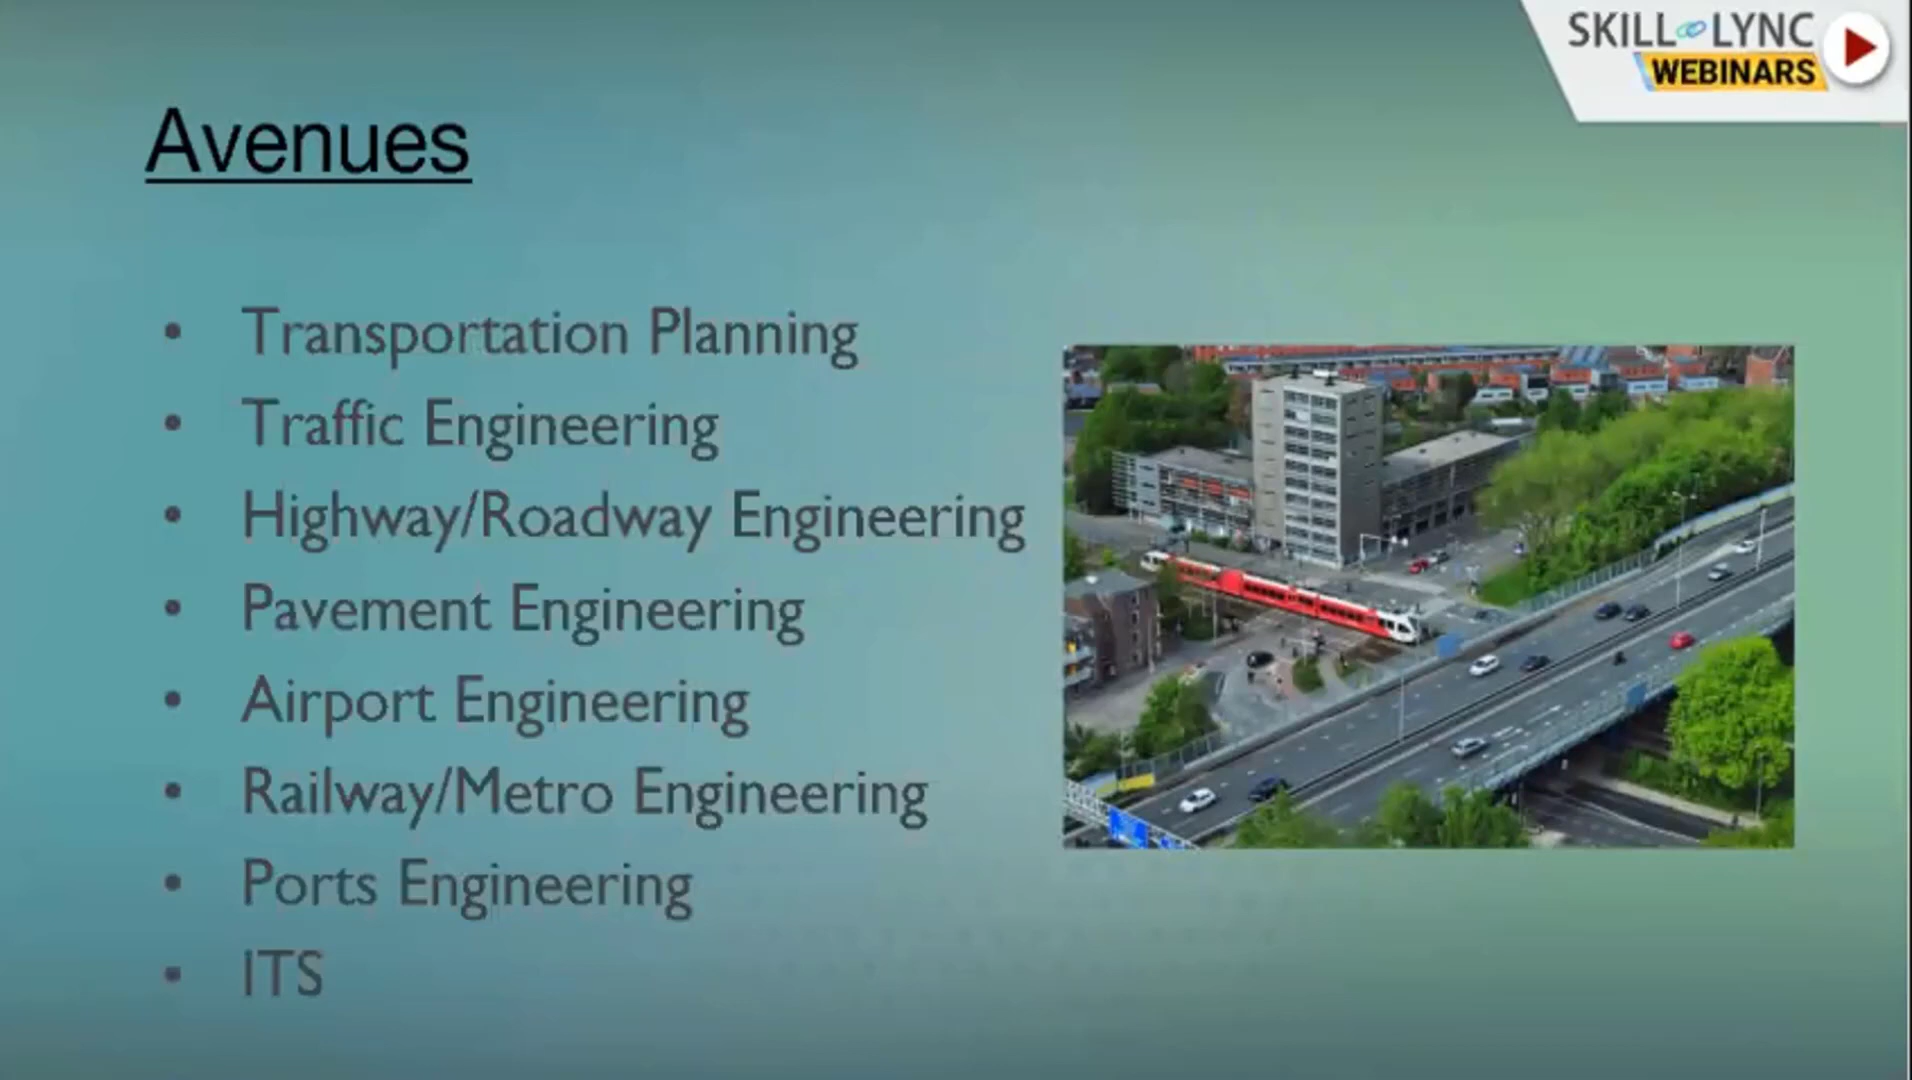 SKILL LYNC
WEBINARS
Avenues
• Transportation Planning
• Traffic Engineering
• Highway/Roadway Engineering
• Pavement Engineering
• Airport Engineering
• Railway/Metro Engineering
• Ports Engineering
• ITS